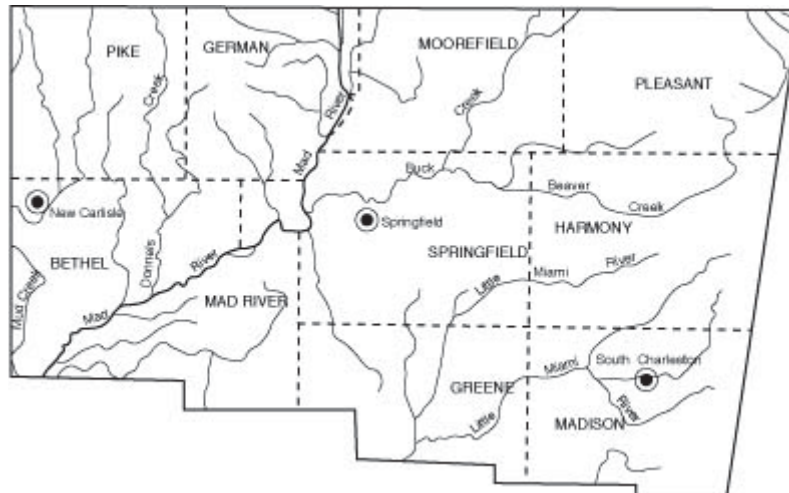 PIKE
GERMAN
MOOREFIELD
PLEASANT
Creek
River
Creek
Mad
Buck
Beaver
Creek
New Carlisle
Springfield
HARMONY
BETHEL
Donnels
River
SPRINGFIELD
Little
Miami
River
Mud Creek
Mad
MAD RIVER
GREENE
Miami
South Charleston
Little
River
MADISON